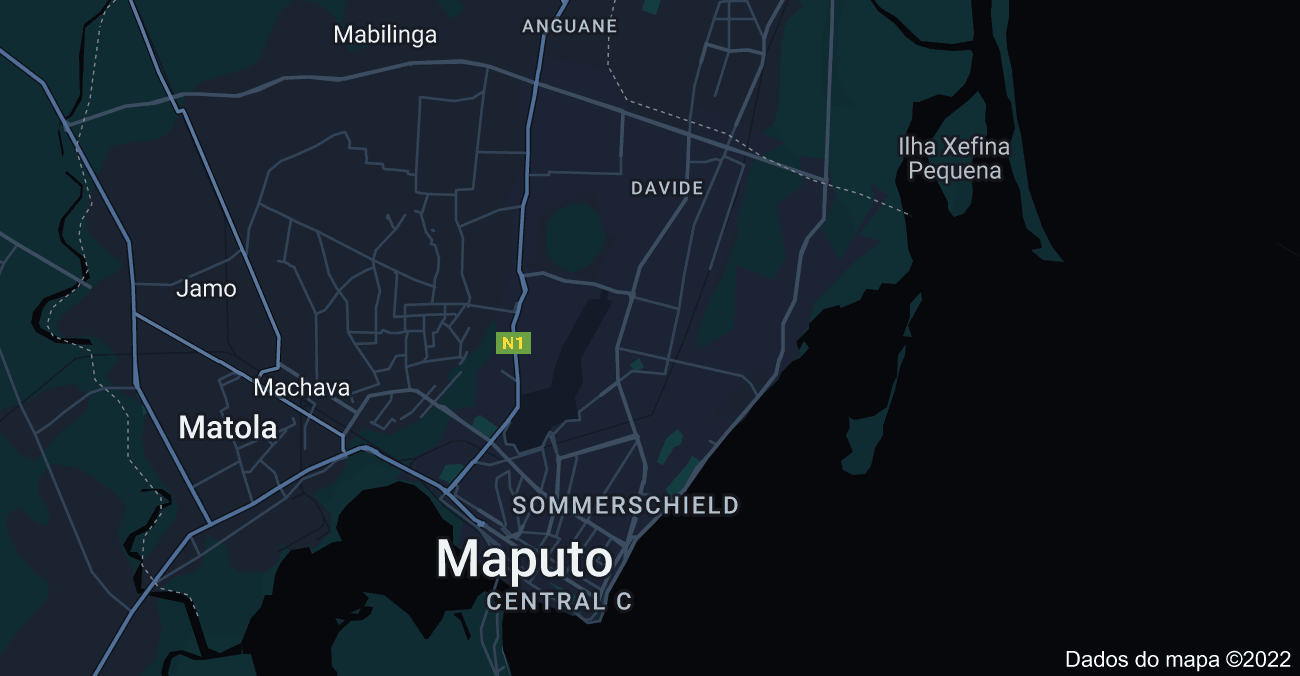 ANGUANE
Mabilinga
Ilha Xefina
Pequena
DAVIDE
Jamo
N1
Machava
Matola
SOMMERSCHIELD
Maputo
CENTRAL C
Dados do mapa ©2022